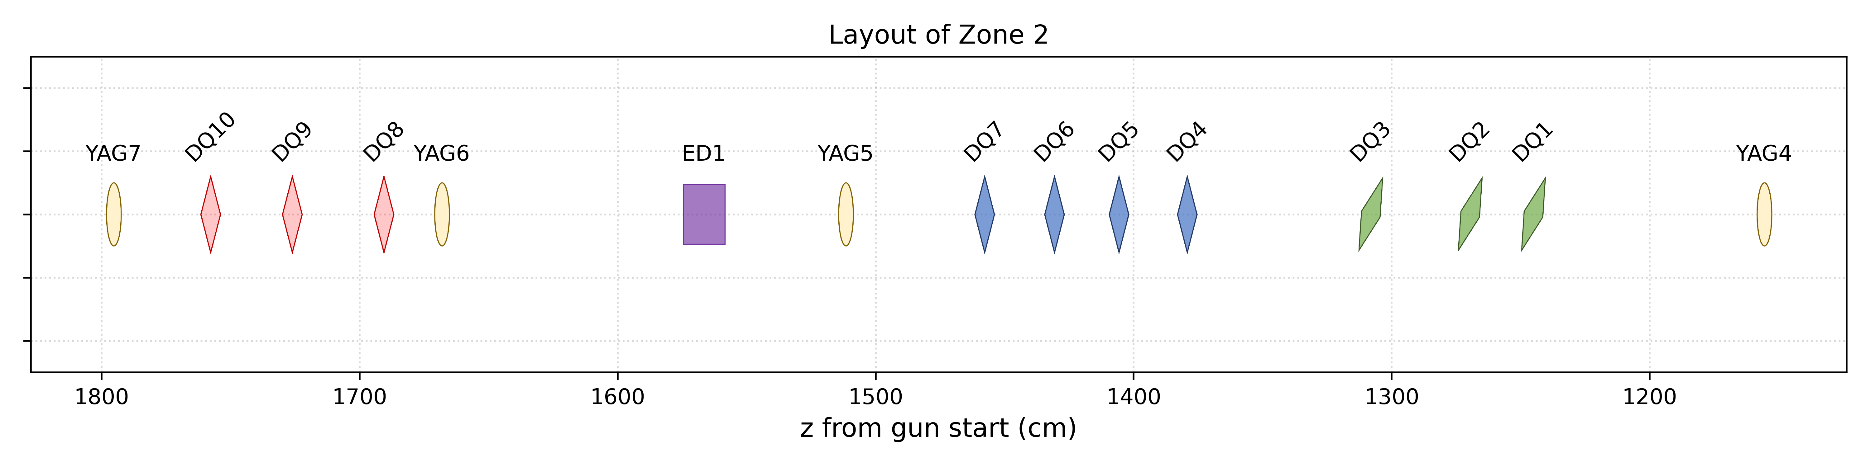 Layout of Zone 2
YAG7 DQ10 DQ9 DQ8 YAG6 ED1 YAG5 DQ7 DQ6 DQ5 DQ4 DQ3 DQ2 DQ1 YAG4
1800 1700 1600 1500 1400 1300 1200
z from gun start (cm)